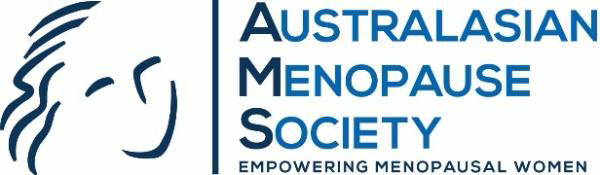 AUSTRALASIAN
MENOPAUSE
SOCIETY
EMPOWERING MENOPAUSAL WOMEN